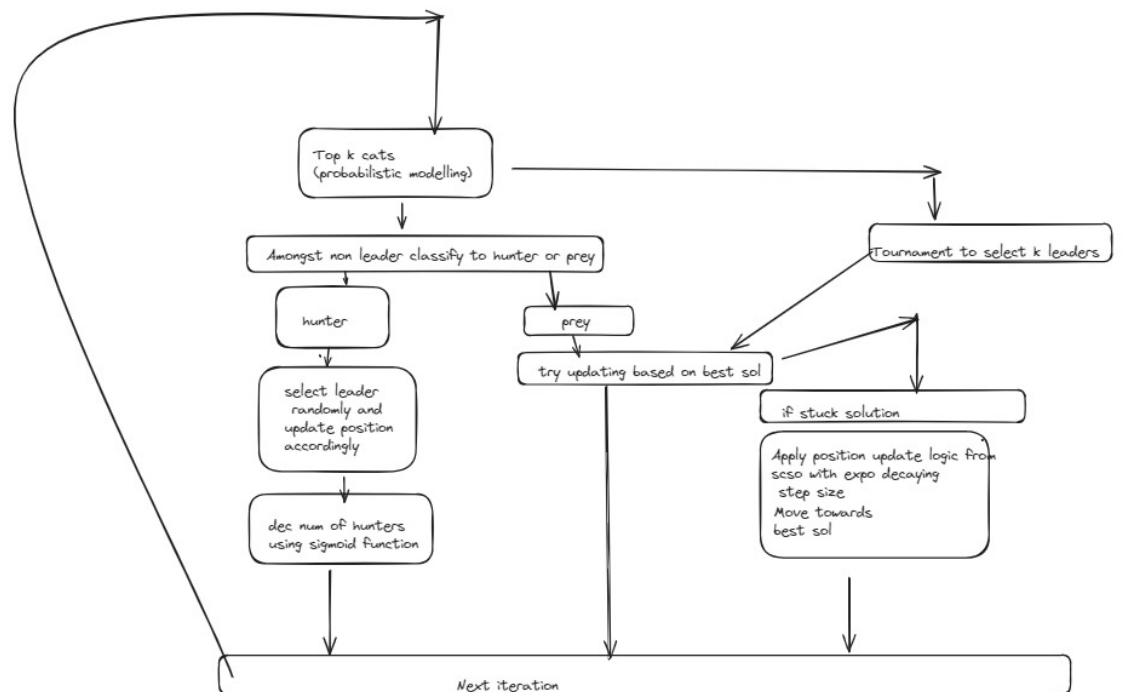 Top k cats
(probabilistic modelling)
Amongst non leader classify to hunter or prey
Tournament to select k leaders
hunter
prey
try updating based on best sol
select leader
randomly and
update position
accordingly
if stuck solution
Apply position update logic from
scso with expo decaying
step size
Move towards
best sol
dec num of hunters
using sigmoid function
Next iteration